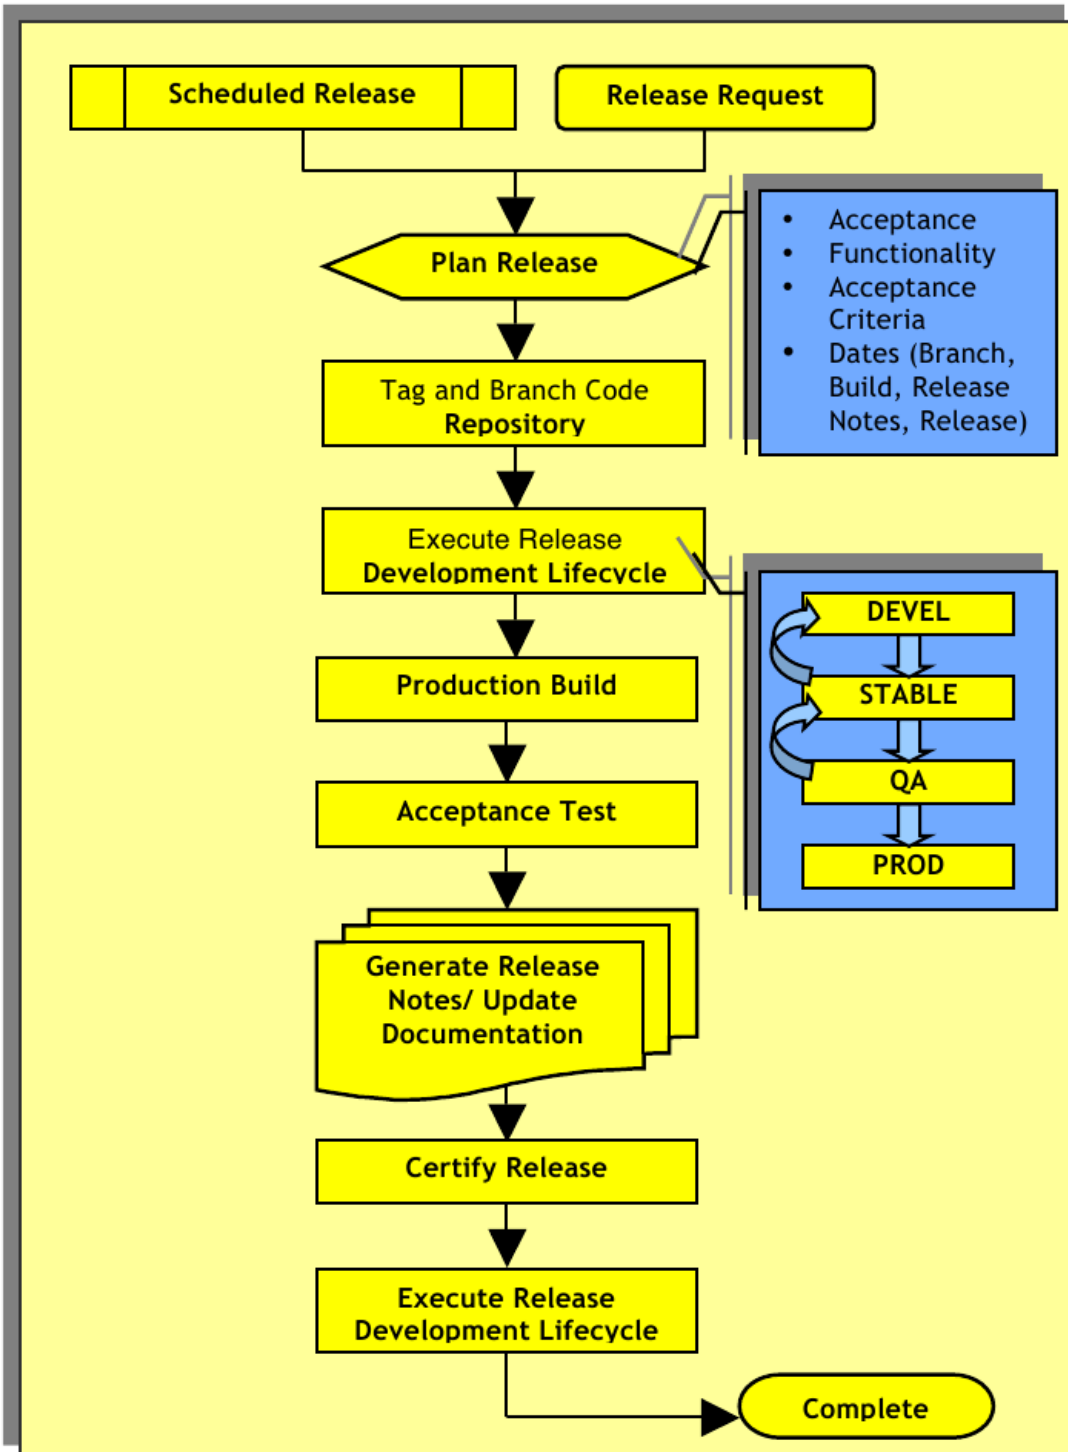 Scheduled Release
Release Request
Plan Release
• Acceptance
• Functionality
• Acceptance
Criteria
• Dates (Branch,
Build, Release
Notes, Release)
Tag and Branch Code
Repository
Execute Release
Development Lifecycle
DEVEL
STABLE
QA
PROD
Production Build
Acceptance Test
Generate Release
Notes/ Update
Documentation
Certify Release
Execute Release
Development Lifecycle
Complete